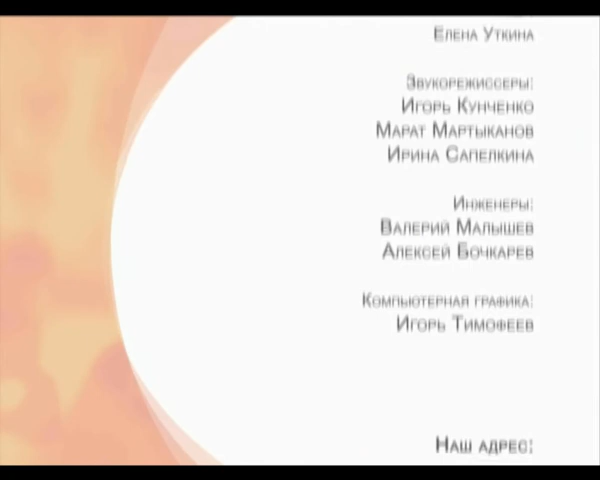 Елена Уткина
Звукорежиссеры:
Игорь Кунченко
Марат Мартыканов
Ирина Сапелкина
Инженеры:
Валерий Малышев
Алексей Бочкарев
Компьютерная графика:
Игорь Тимофеев
Наш адрес: